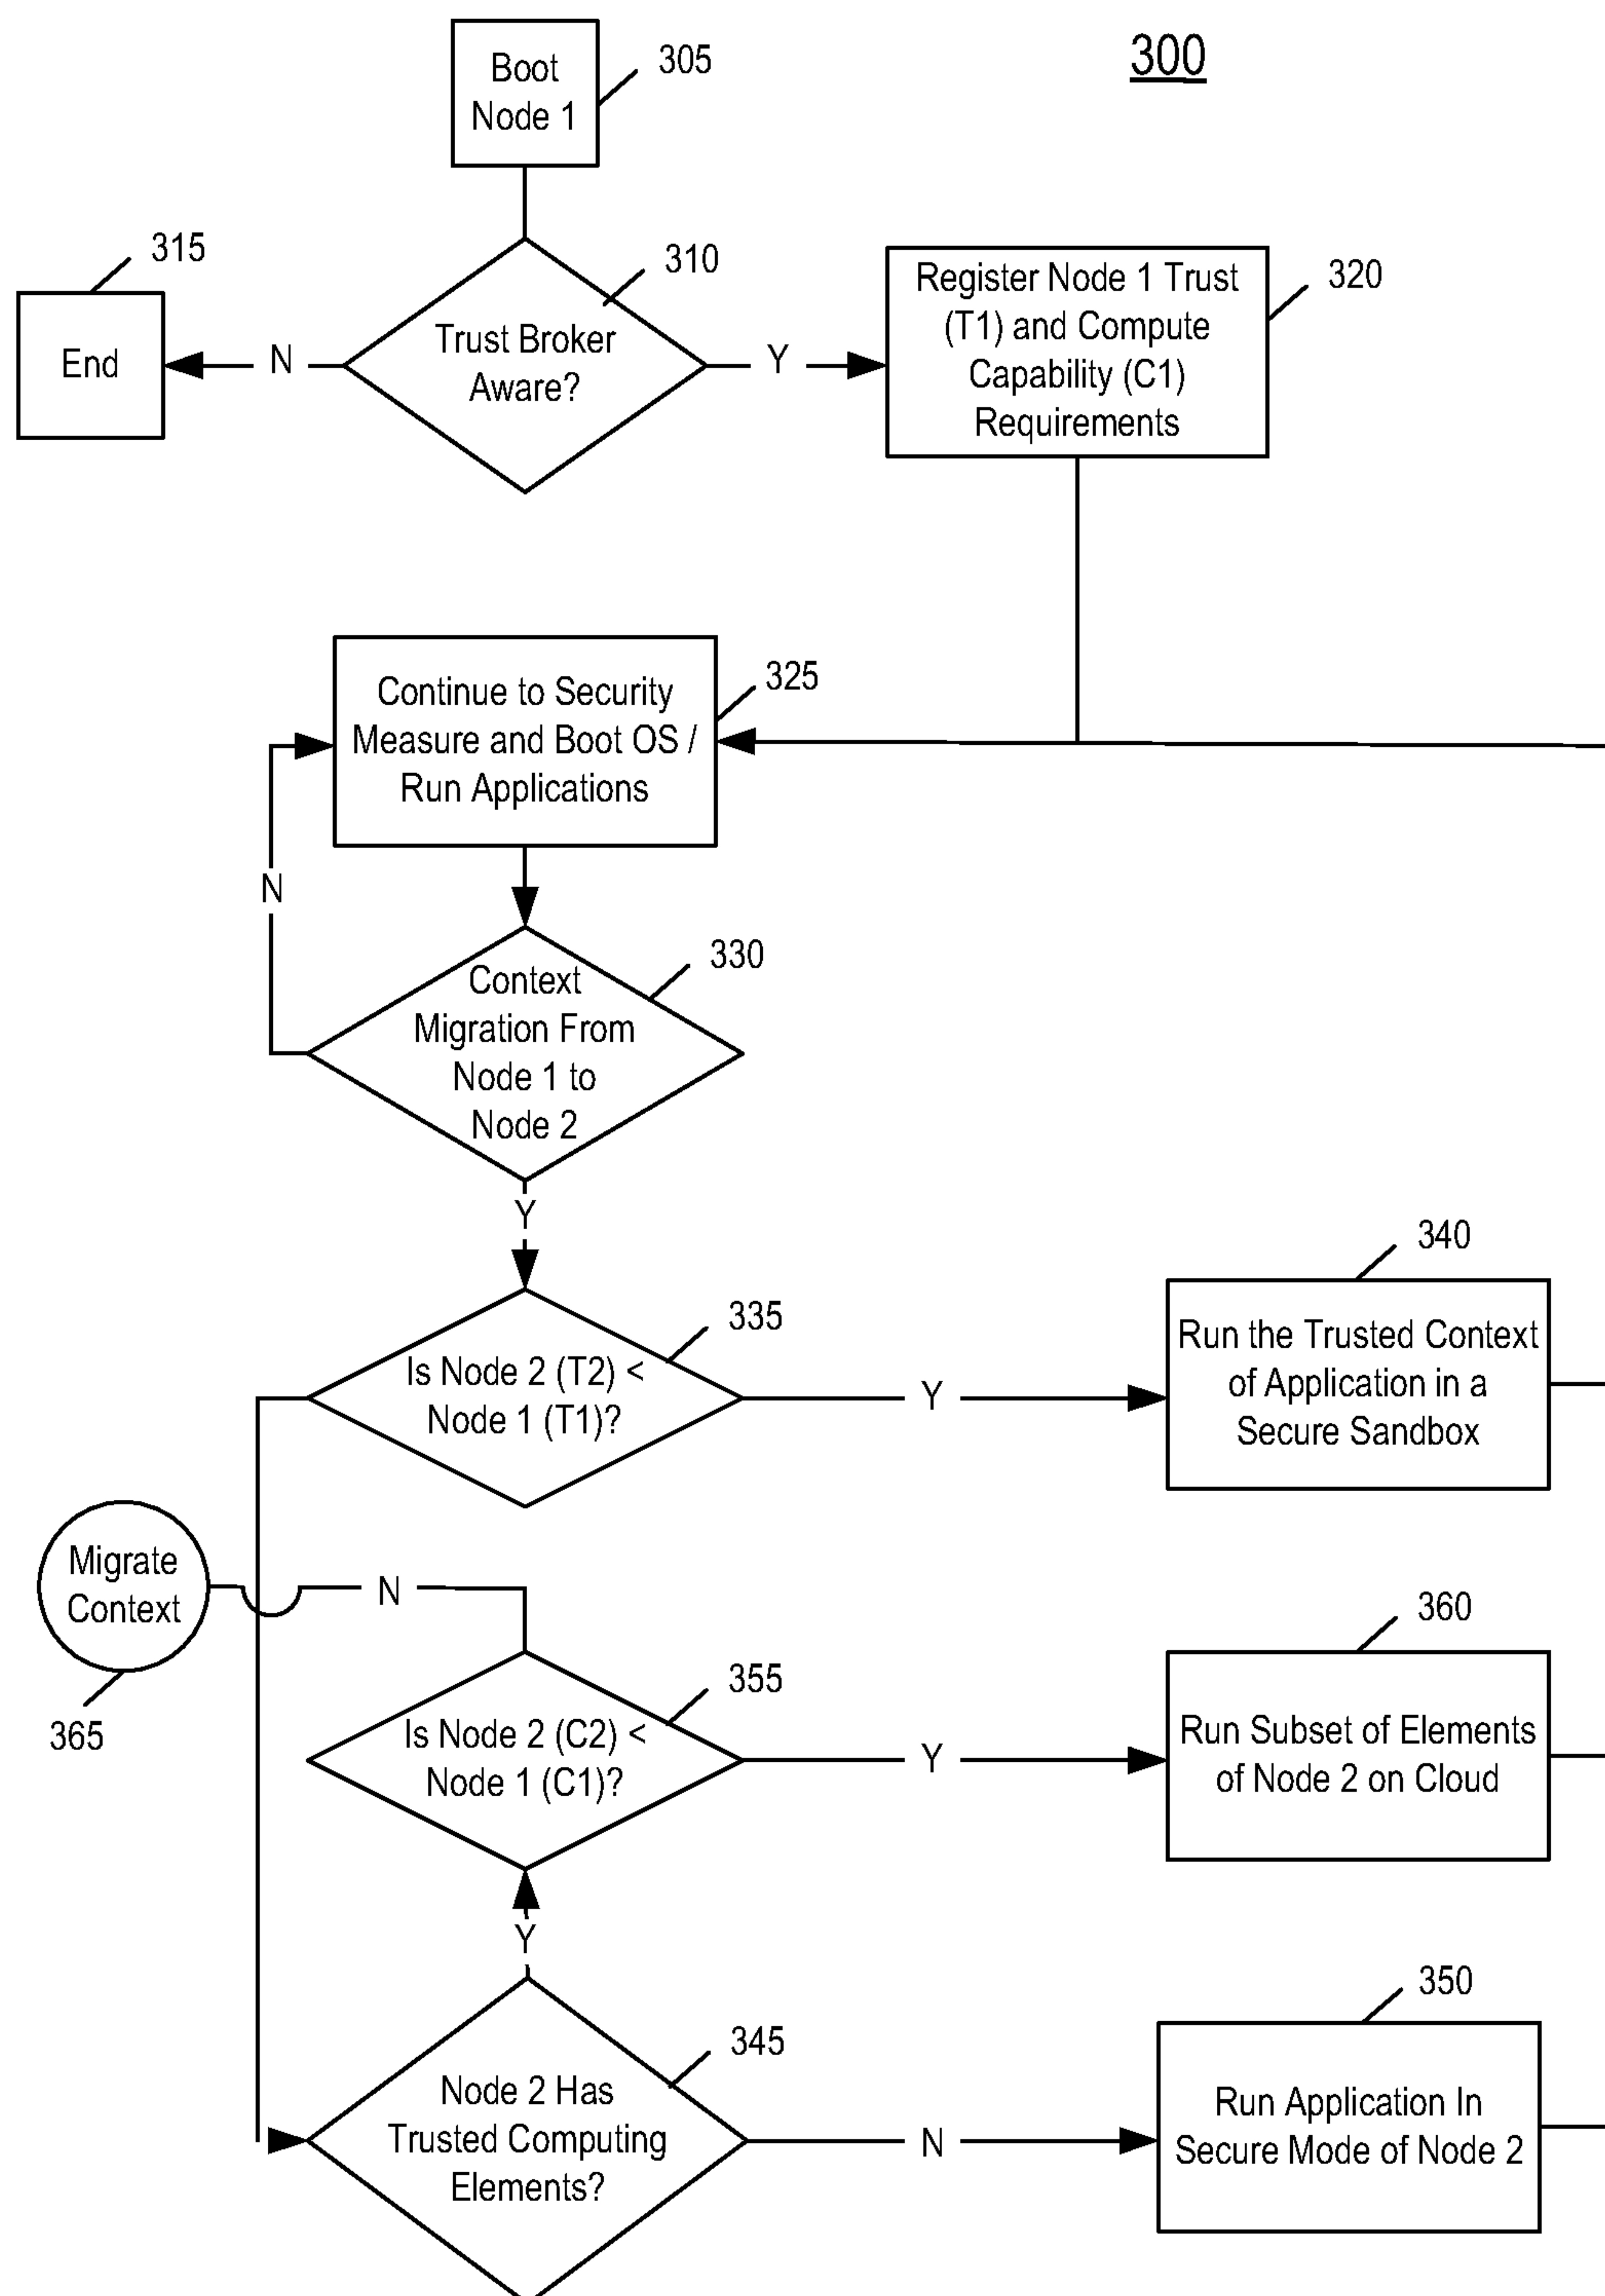 300
Boot
Node 1
305
315
End
N
310
Trust Broker
Aware?
Y
Register Node 1 Trust
(T1) and Compute
Capability (C1)
Requirements
320
Continue to Security
Measure and Boot OS /
Run Applications
325
N
Context
Migration From
Node 1 to
Node 2
330
Y
Is Node 2 (T2) <
Node 1 (T1)?
335
Y
340
Run the Trusted Context
of Application in a
Secure Sandbox
Migrate
Context
365
N
Is Node 2 (C2) <
Node 1 (C1)?
355
Y
360
Run Subset of Elements
of Node 2 on Cloud
Y
Node 2 Has
Trusted Computing
Elements?
345
N
350
Run Application In
Secure Mode of Node 2